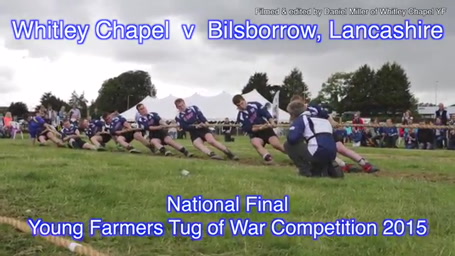 Filmed & edited by Daniel Miller of Whitley Chapel YF
Whitley Chapel v Bilsborrow, Lancashire
National Final
Young Farmers Tug of War Competition 2015